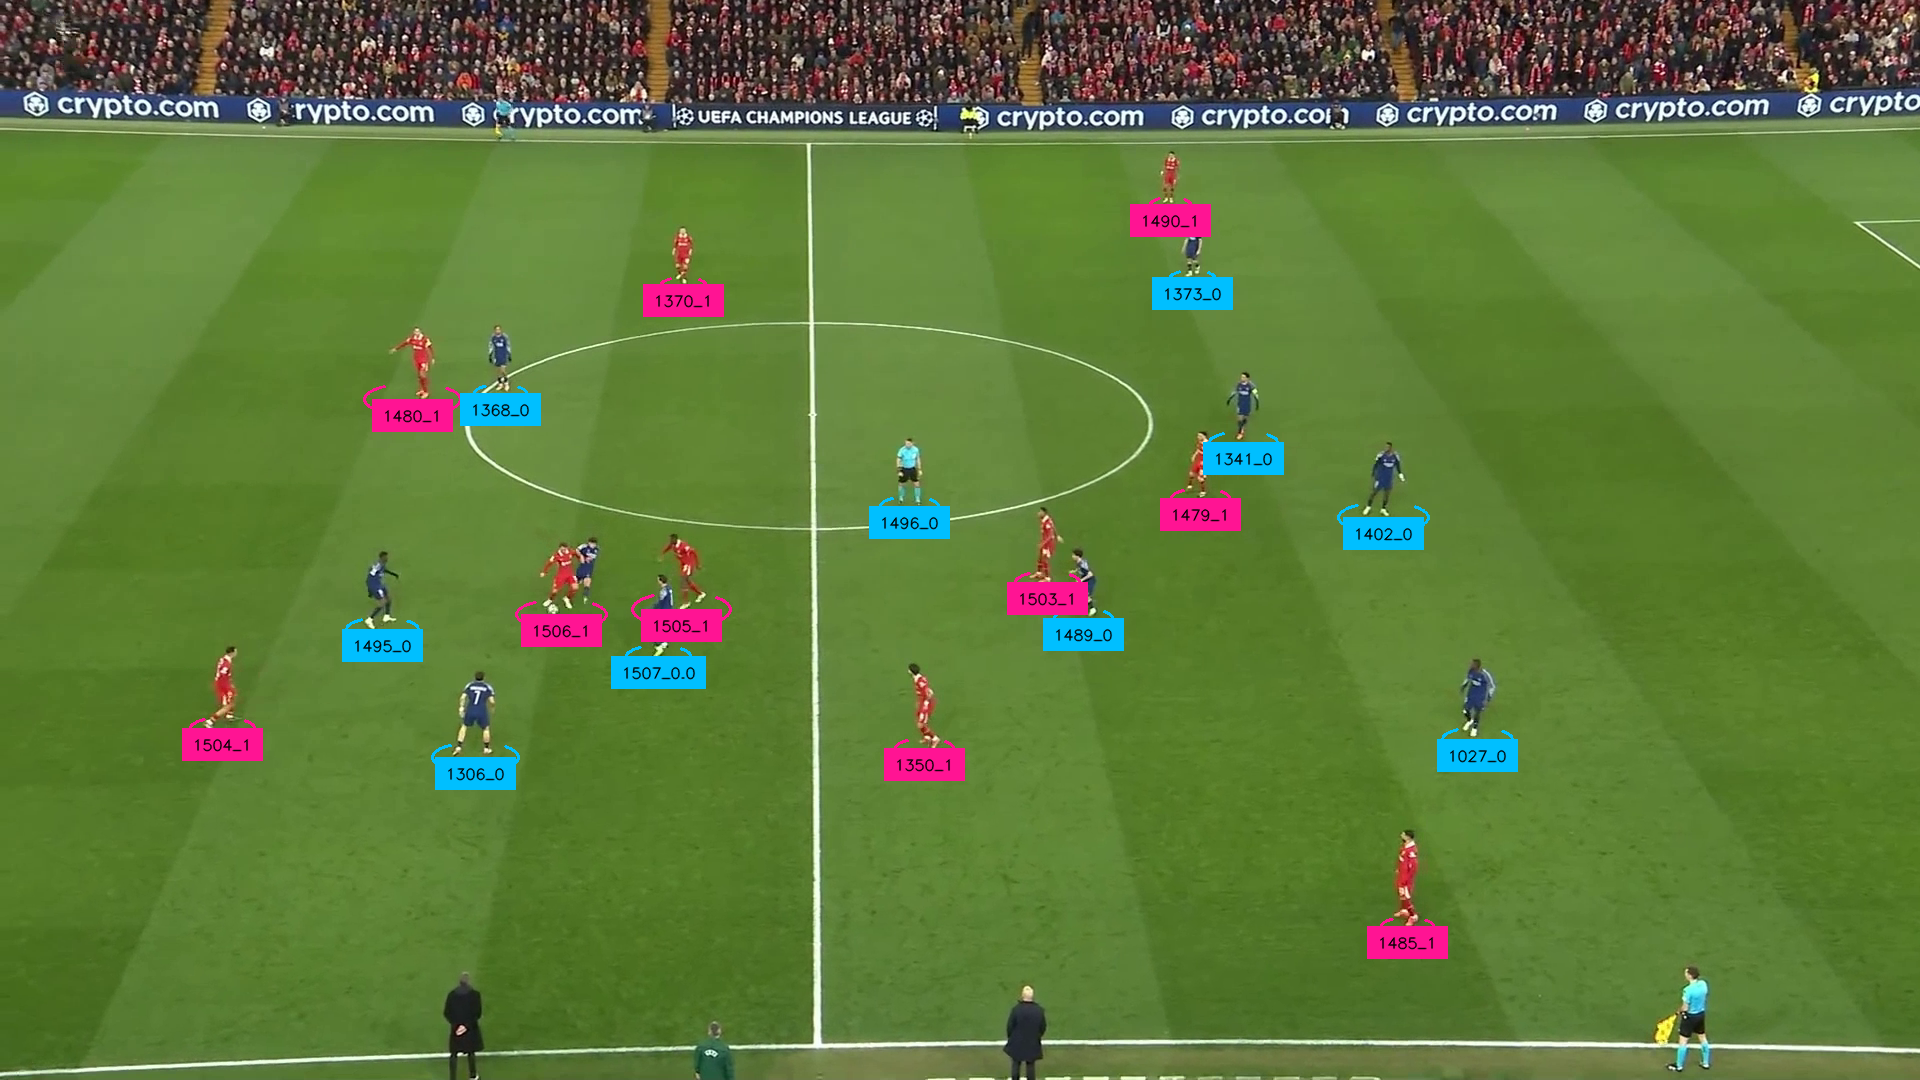 crypto.com
crypto.com
crypto.com
UEFA CHAMPIONS LEAGUE
crypto.com
crypto.com
crypto.com
crypto.com
crypto
1490_1
1373_0
1370_1
1480_1
1368_0
1341_0
1479_1
1496_0
1402_0
1503_1
1489_0
1495_0
1506_1
1505_1
1507_0.0
7
1504_1
1306_0
1350_1
1027_0
1485_1
UEFA